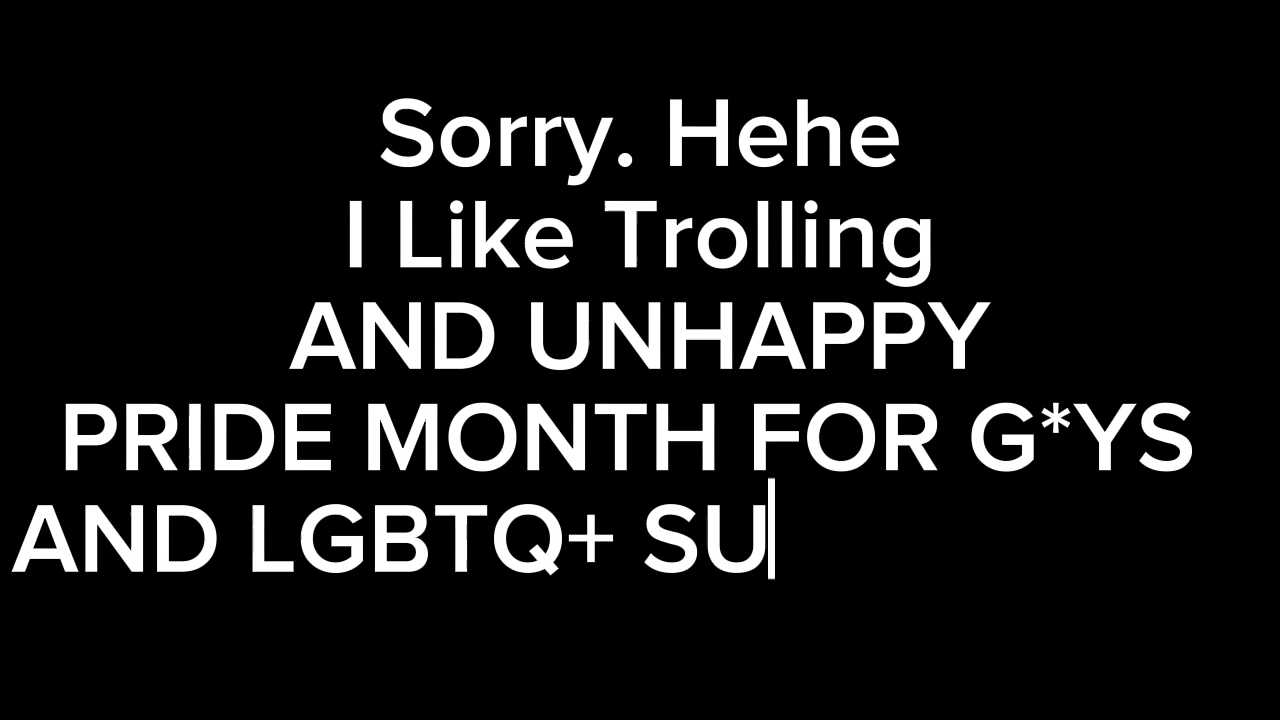 Sorry. Hehe
I Like Trolling
AND UNHAPPY
PRIDE MONTH FOR G*YS
AND LGBTQ+ SU